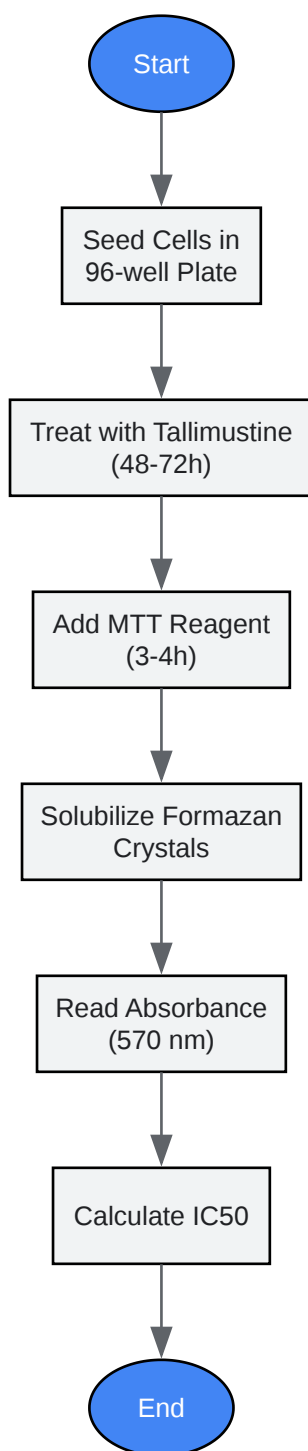 Start
Seed Cells in
96-well Plate
Treat with Tallimustine
(48-72h)
Add MTT Reagent
(3-4h)
Solubilize Formazan
Crystals
Read Absorbance
(570 nm)
Calculate IC50
End